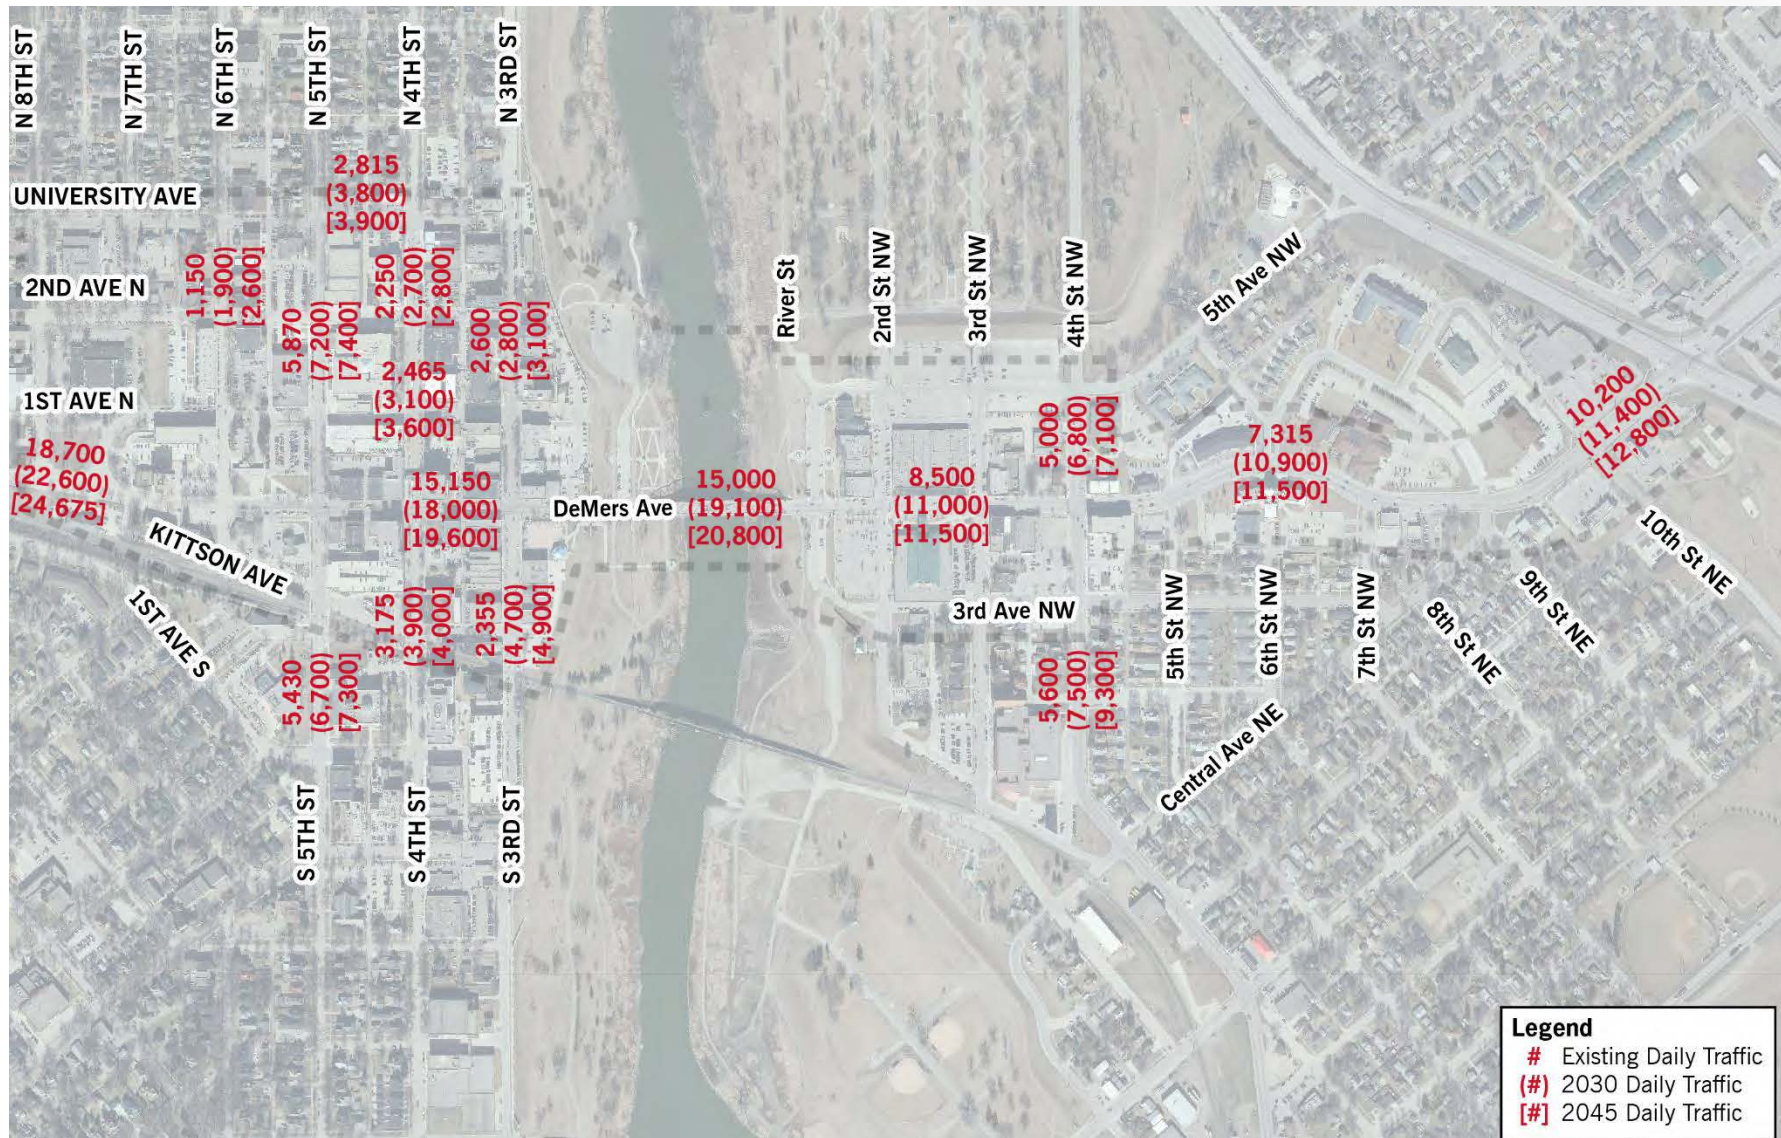 N 8TH ST
N 7TH ST
N 6TH ST
N 5TH ST
N 4TH ST
N 3RD ST
UNIVERSITY AVE
2,815
(3,800)
[3,900]
2ND AVE N
1,150
(1,900)
[2,600]
5,870
(7,200)
[7,400]
2,250
(2,700)
[2,800]
2,600
(2,800)
[3,100]
2,465
(3,100)
[3,600]
1ST AVE N
18,700
(22,600)
[24,675]
15,150
(18,000)
[19,600]
DeMers Ave
15,000
(19,100)
[20,800]
River St
2nd St NW
3rd St NW
4th St NW
5th Ave NW
8,500
(11,000)
[11,500]
5,000
(6,800)
[7,100]
7,315
(10,900)
[11,500]
10,200
(11,400)
[12,800]
KITTSON AVE
1ST AVE S
3,175
(3,900)
[4,000]
2,355
(4,700)
[4,900]
5,430
(6,700)
[7,300]
3rd Ave NW
5,600
(7,500)
[9,300]
5th St NW
6th St NW
7th St NW
8th St NE
9th St NE
10th St NE
Central Ave NE
S 5TH ST
S 4TH ST
S 3RD ST
Legend
# Existing Daily Traffic
(#) 2030 Daily Traffic
[#] 2045 Daily Traffic